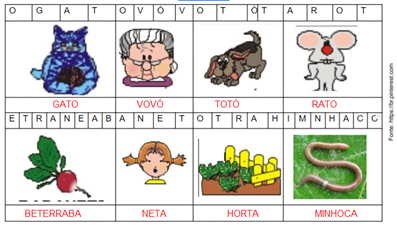 O G A T O V Ó V O T Ó T A R O T
GATO VOVÓ TOTÓ RATO
E T R A N E A B A N E T O T R A H I M N H A C O
BETERRABA NETA HORTA MINHOCA
Fonte: https://br.pinterest.com